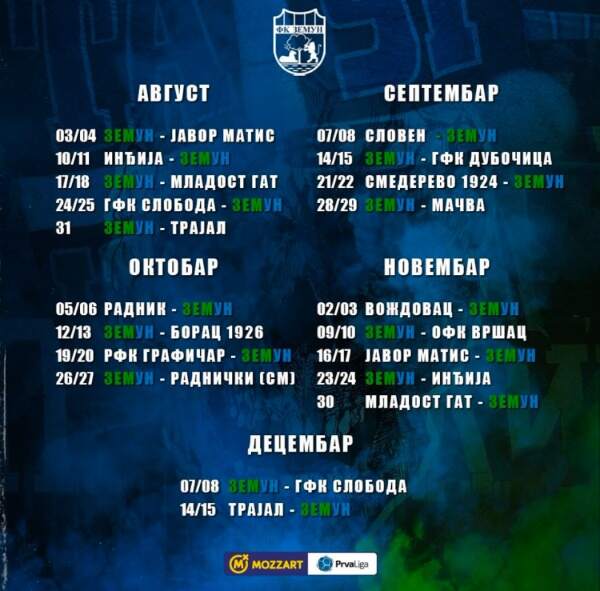 ФК ЗЕМУН
АВГУСТ
03/04 ЗЕМУН - ЈАВОР МАТИС
10/11 ИНЂИЈА - ЗЕМУН
17/18 ЗЕМУН - МЛАДОСТ ГАТ
24/25 ГФК СЛОБОДА - ЗЕМУН
31 ЗЕМУН - ТРАЈАЛ
СЕПТЕМБАР
07/08 СЛОВЕН - ЗЕМУН
14/15 ЗЕМУН - ГФК ДУБОЧИЦА
21/22 СМЕДЕРЕВО 1924 - ЗЕМУН
28/29 ЗЕМУН - МАЧВА
ОКТОБАР
05/06 РАДНИК - ЗЕМУН
12/13 ЗЕМУН - БОРАЦ 1926
19/20 РФК ГРАФИЧАР - ЗЕМУН
26/27 ЗЕМУН - РАДНИЧКИ (СМ)
НОВЕМБАР
02/03 ВОЖДОВАЦ - ЗЕМУН
09/10 ЗЕМУН - ОФК ВРШАЦ
16/17 ЈАВОР МАТИС - ЗЕМУН
23/24 ЗЕМУН - ИНЂИЈА
30 МЛАДОСТ ГАТ - ЗЕМУН
ДЕЦЕМБАР
07/08 ЗЕМУН - ГФК СЛОБОДА
14/15 ТРАЈАЛ - ЗЕМУН
MOZZART PrvaLiga